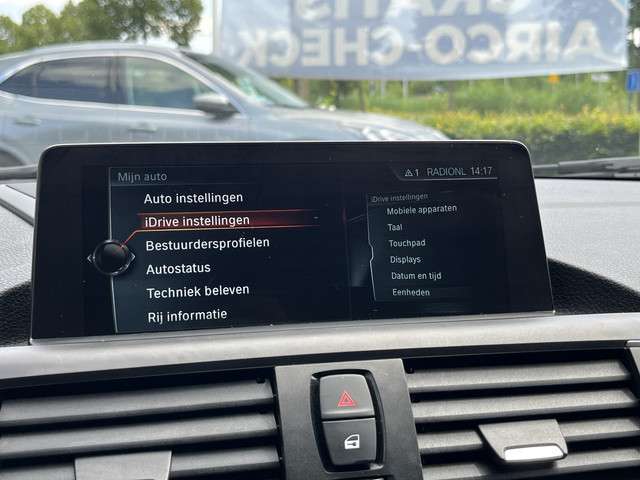 GRATIS
AIRCO-CHECK
Mijn auto
⚠1 RADIONL 14:17
Auto instellingen
iDrive instellingen
Bestuurdersprofielen
Autostatus
Techniek beleven
Rij informatie
iDrive instellingen
Mobiele apparaten
Taal
Touchpad
Displays
Datum en tijd
Eenheden